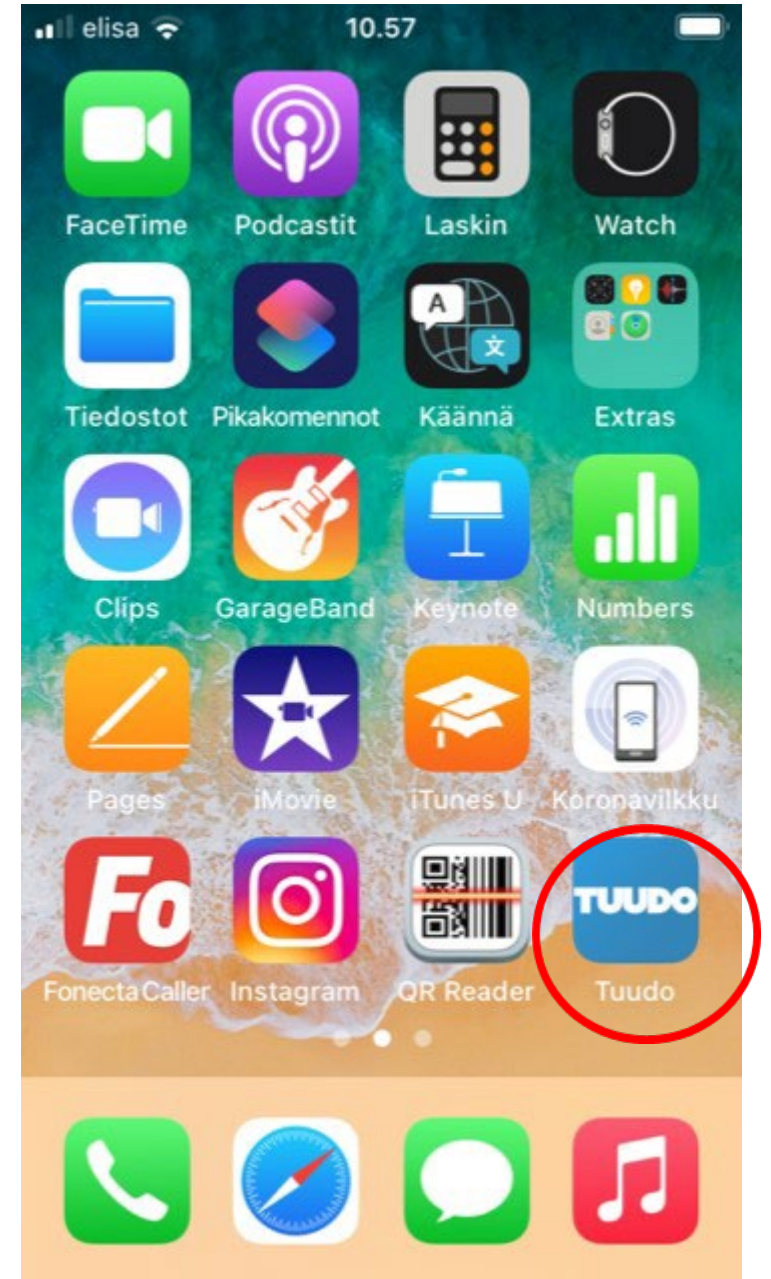 elisa 10.57
FaceTime Podcastit Laskin Watch
A 文
Tiedostot Pikakomennot Käännä Extras
Clips GarageBand Keynote Numbers
Pages iMovie iTunes U Koronavilkku
Fo TUUDO
Fonecta Caller Instagram QR Reader Tuudo